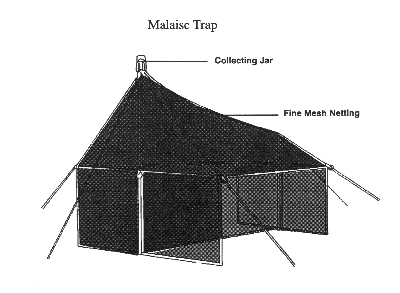 Malaise Trap
Collecting Jar
Fine Mesh Netting